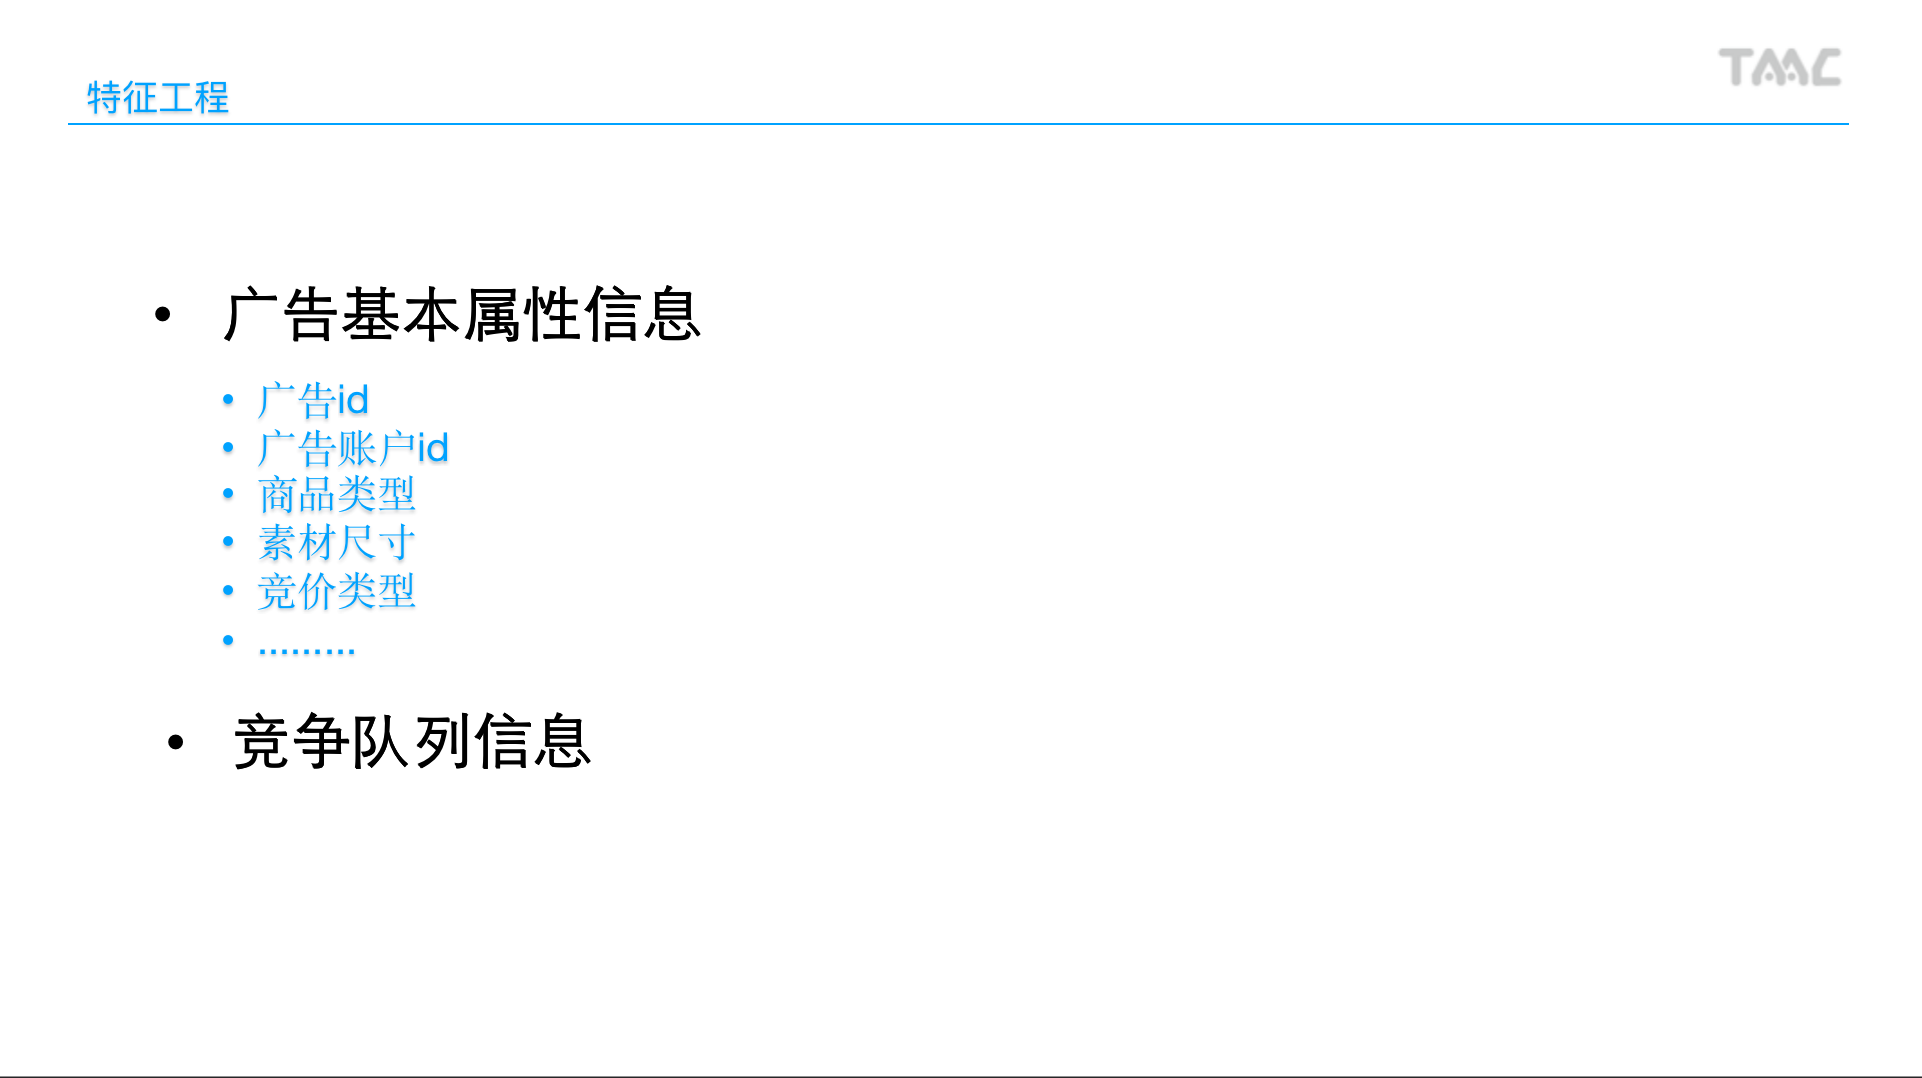 特征工程
TAAC
• 广告基本属性信息
• 广告id
• 广告账户id
• 商品类型
• 素材尺寸
• 竞价类型
• .........
• 竞争队列信息